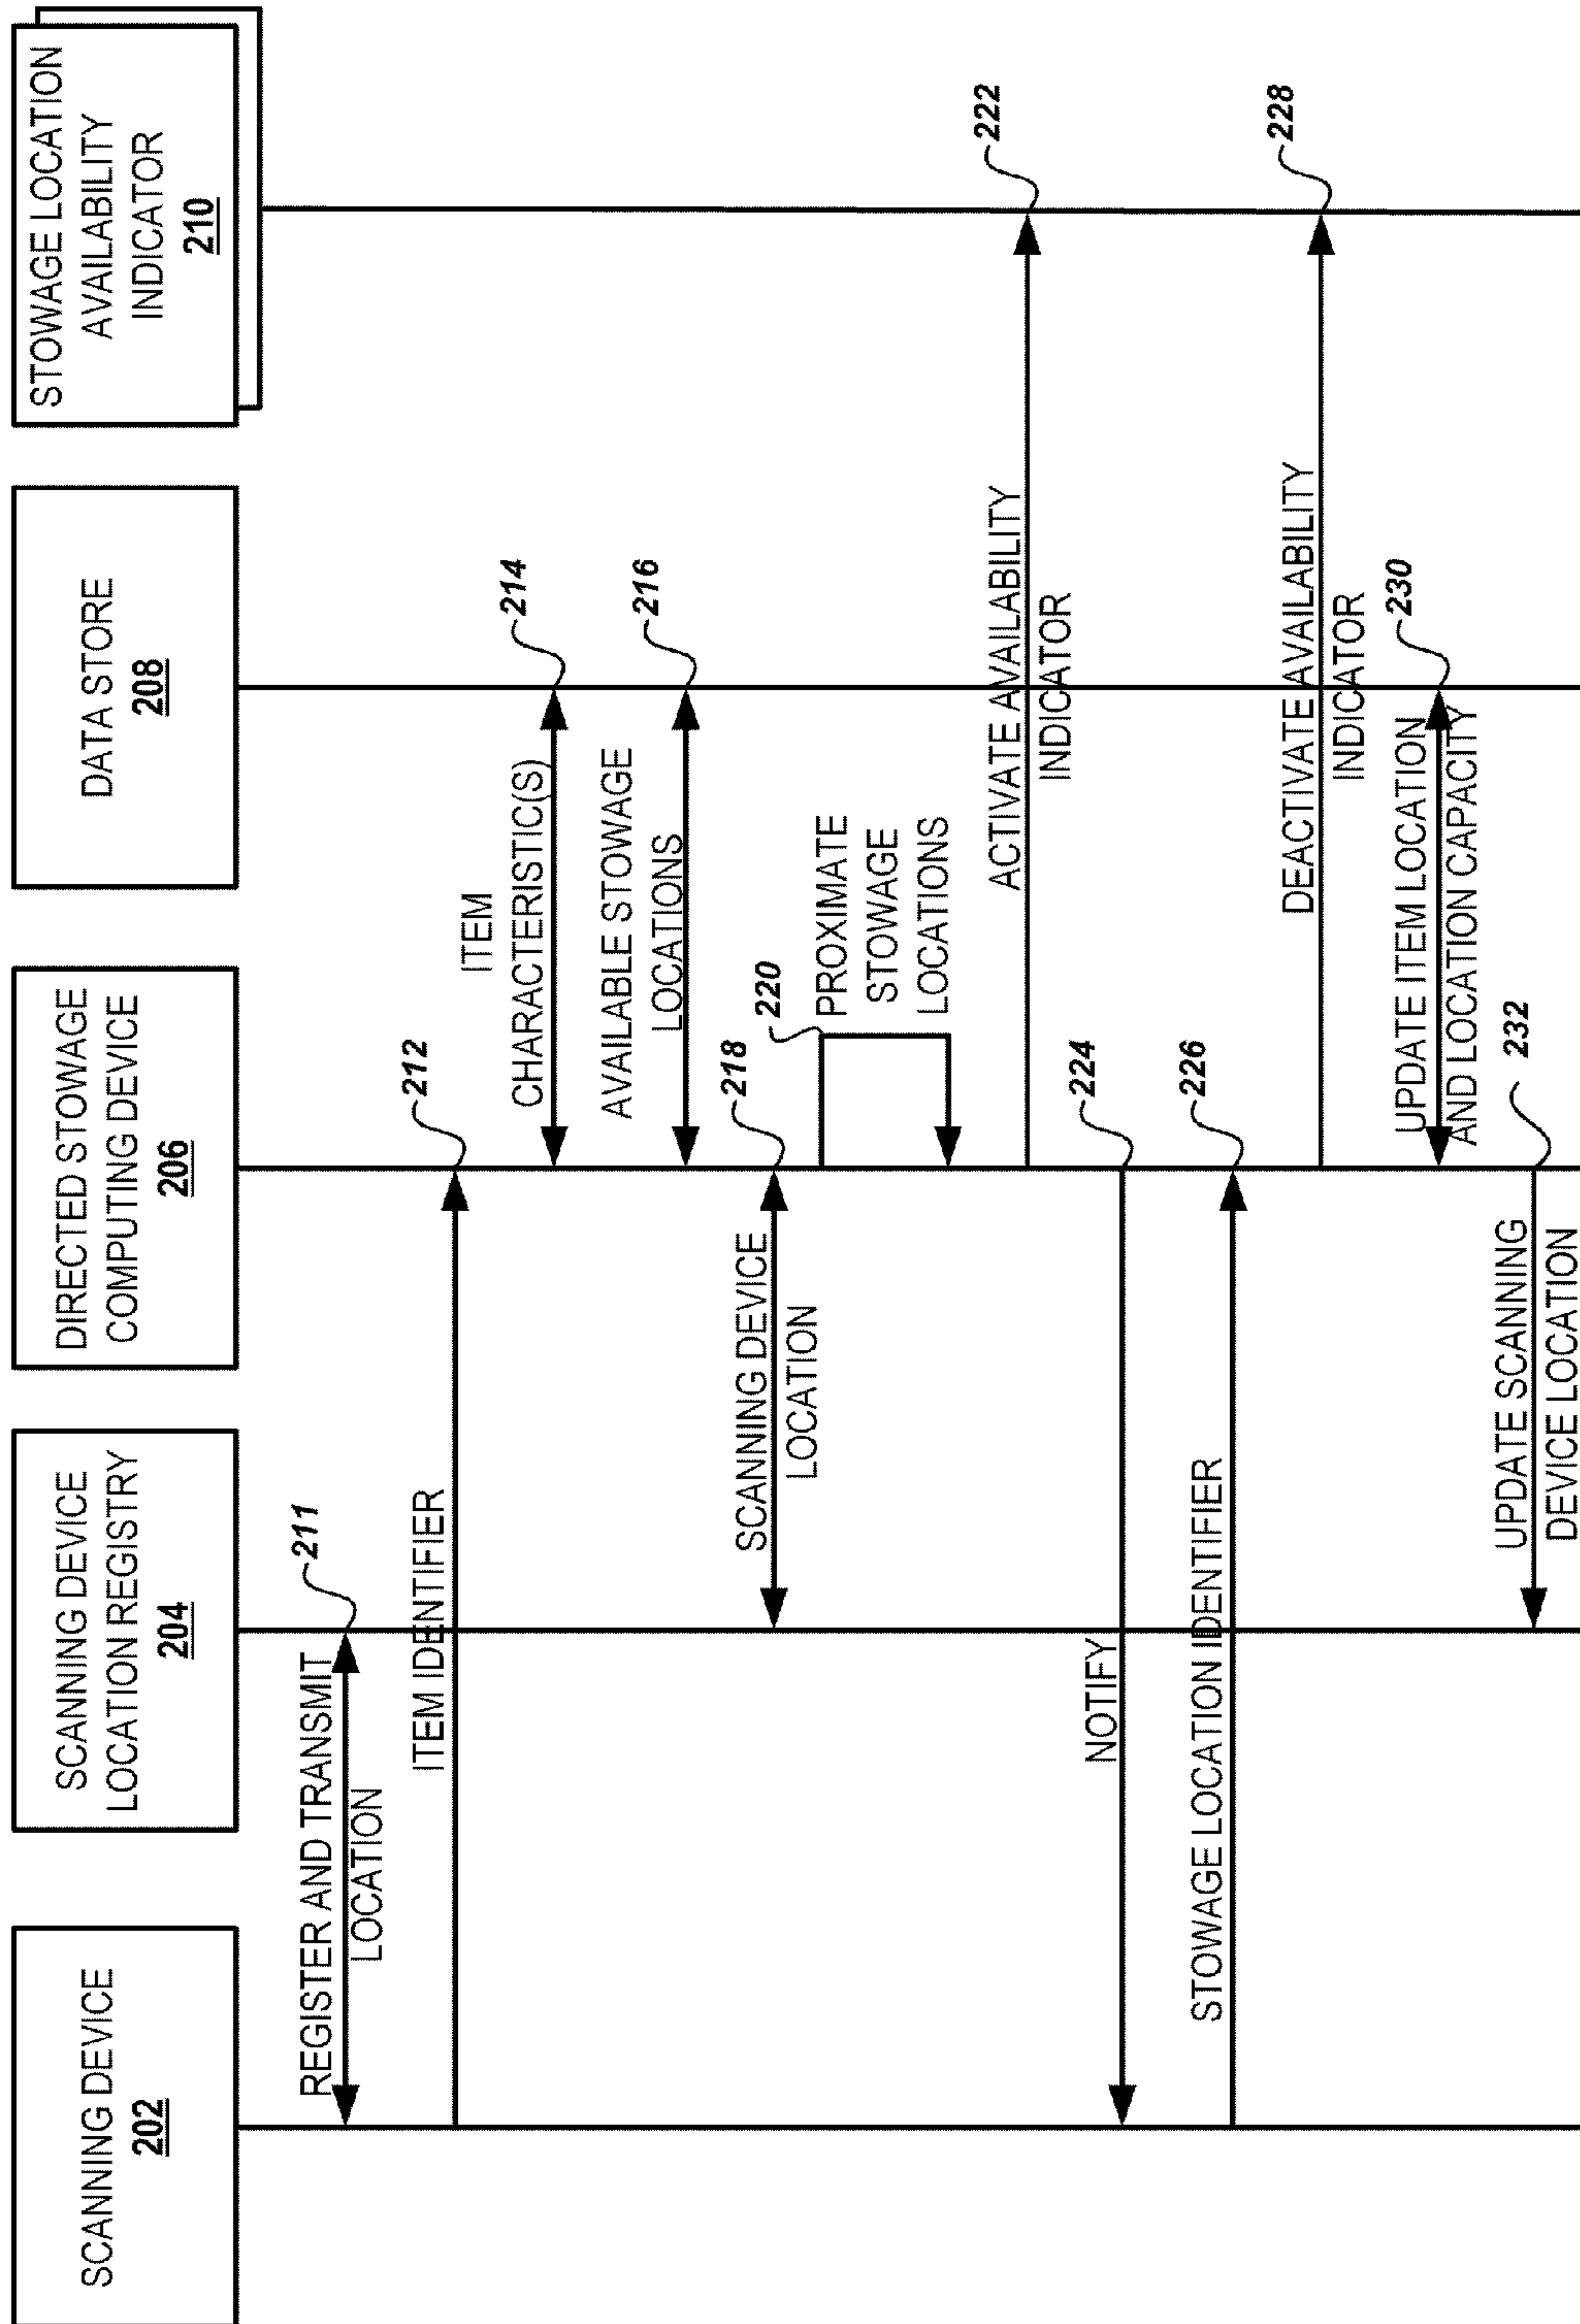 SCANNING DEVICE
202
SCANNING DEVICE
LOCATION REGISTRY
204
DIRECTED STOWAGE
COMPUTING DEVICE
206
DATA STORE
208
STOWAGE LOCATION
AVAILABILITY
INDICATOR
210
REGISTER AND TRANSMIT
LOCATION
211
ITEM IDENTIFIER
212
ITEM
CHARACTERISTIC(S)
214
AVAILABLE STOWAGE
LOCATIONS
216
SCANNING DEVICE
LOCATION
218
220
PROXIMATE
STOWAGE
LOCATIONS
ACTIVATE AVAILABILITY
INDICATOR
222
NOTIFY
224
STOWAGE LOCATION IDENTIFIER
226
DEACTIVATE AVAILABILITY
INDICATOR
228
UPDATE ITEM LOCATION
AND LOCATION CAPACITY
230
UPDATE SCANNING
DEVICE LOCATION
232